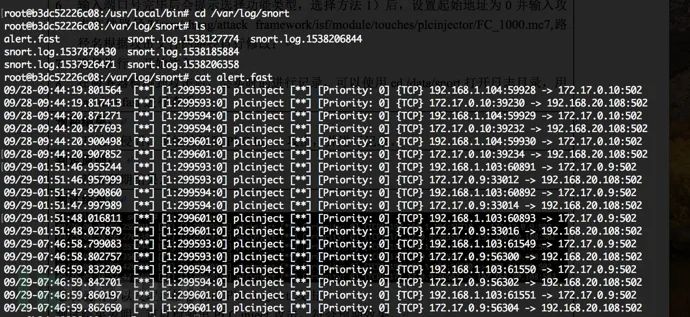 [root@b3dc52226c08:/usr/local/bin# cd /var/log/snort
[root@b3dc52226c08:/var/log/snort# ls
alert.fast            snort.log.1538127774  snort.log.1538206844
snort.log.1537878430  snort.log.1538185884
snort.log.1537926471  snort.log.1538206358
[root@b3dc52226c08:/var/log/snort# cat alert.fast
09/28-09:44:19.801564  [**] [1:299593:0] plcinject [**] [Priority: 0] {TCP} 192.168.1.104:59928 -> 172.17.0.10:502
09/28-09:44:19.817413  [**] [1:299594:0] plcinject [**] [Priority: 0] {TCP} 172.17.0.10:39230 -> 192.168.20.108:502
09/28-09:44:20.871271  [**] [1:299593:0] plcinject [**] [Priority: 0] {TCP} 192.168.1.104:59929 -> 172.17.0.10:502
09/28-09:44:20.877693  [**] [1:299594:0] plcinject [**] [Priority: 0] {TCP} 172.17.0.10:39232 -> 192.168.20.108:502
09/28-09:44:20.900498  [**] [1:299601:0] plcinject [**] [Priority: 0] {TCP} 192.168.1.104:59930 -> 172.17.0.10:502
09/28-09:44:20.907852  [**] [1:299601:0] plcinject [**] [Priority: 0] {TCP} 172.17.0.10:39234 -> 192.168.20.108:502
09/29-01:51:46.955244  [**] [1:299593:0] plcinject [**] [Priority: 0] {TCP} 192.168.1.103:60891 -> 172.17.0.9:502
09/29-01:51:46.957999  [**] [1:299594:0] plcinject [**] [Priority: 0] {TCP} 172.17.0.9:33012 -> 192.168.20.108:502
09/29-01:51:47.990860  [**] [1:299593:0] plcinject [**] [Priority: 0] {TCP} 192.168.1.103:60892 -> 172.17.0.9:502
09/29-01:51:47.997989  [**] [1:299594:0] plcinject [**] [Priority: 0] {TCP} 172.17.0.9:33014 -> 192.168.20.108:502
09/29-01:51:48.016811  [**] [1:299601:0] plcinject [**] [Priority: 0] {TCP} 192.168.1.103:60893 -> 172.17.0.9:502
09/29-01:51:48.027879  [**] [1:299601:0] plcinject [**] [Priority: 0] {TCP} 172.17.0.9:33016 -> 192.168.20.108:502
09/29-07:46:58.799083  [**] [1:299593:0] plcinject [**] [Priority: 0] {TCP} 192.168.1.103:61549 -> 172.17.0.9:502
09/29-07:46:58.802757  [**] [1:299594:0] plcinject [**] [Priority: 0] {TCP} 172.17.0.9:56300 -> 192.168.20.108:502
09/29-07:46:59.832209  [**] [1:299593:0] plcinject [**] [Priority: 0] {TCP} 192.168.1.103:61550 -> 172.17.0.9:502
09/29-07:46:59.842701  [**] [1:299594:0] plcinject [**] [Priority: 0] {TCP} 172.17.0.9:56302 -> 192.168.20.108:502
09/29-07:46:59.860197  [**] [1:299601:0] plcinject [**] [Priority: 0] {TCP} 192.168.1.103:61551 -> 172.17.0.9:502
09/29-07:46:59.862650  [**] [1:299601:0] plcinject [**] [Priority: 0] {TCP} 172.17.0.9:56304 -> 192.168.20.108:502